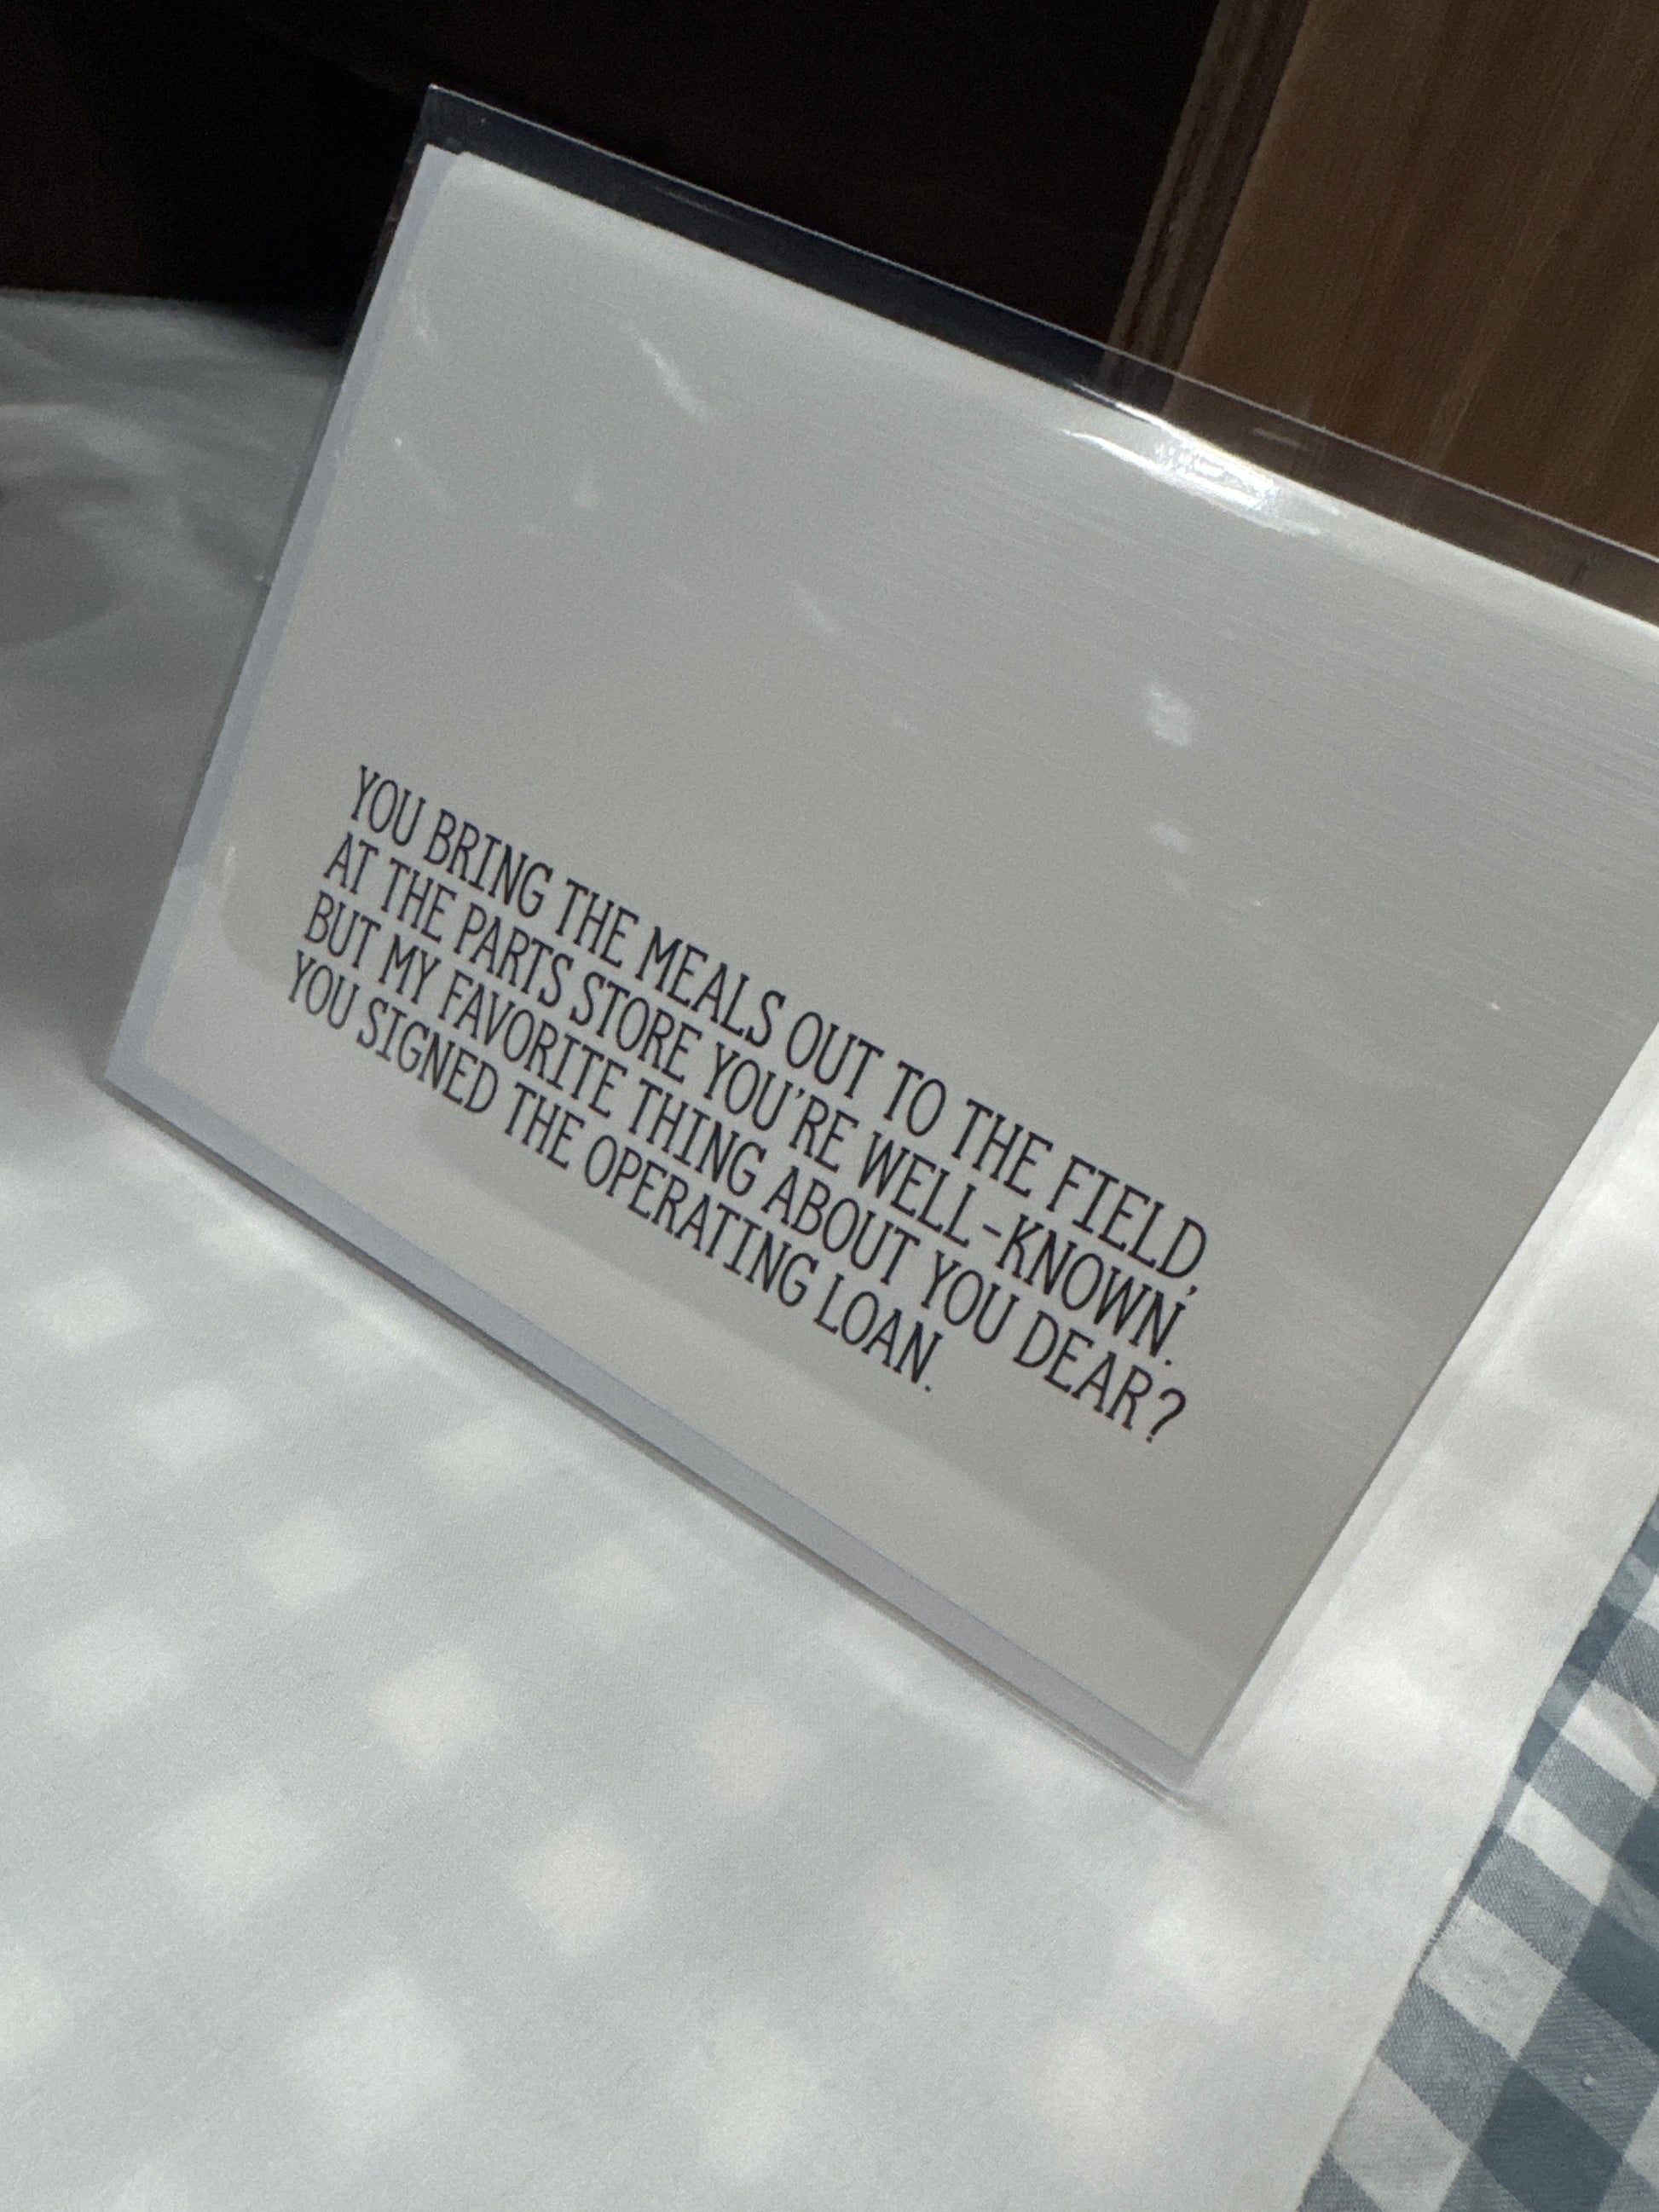 YOU BRING THE MEALS OUT TO THE FIELD,
AT THE PARTS STORE YOU'RE WELL-KNOWN.
BUT MY FAVORITE THING ABOUT YOU DEAR?
YOU SIGNED THE OPERATING LOAN.